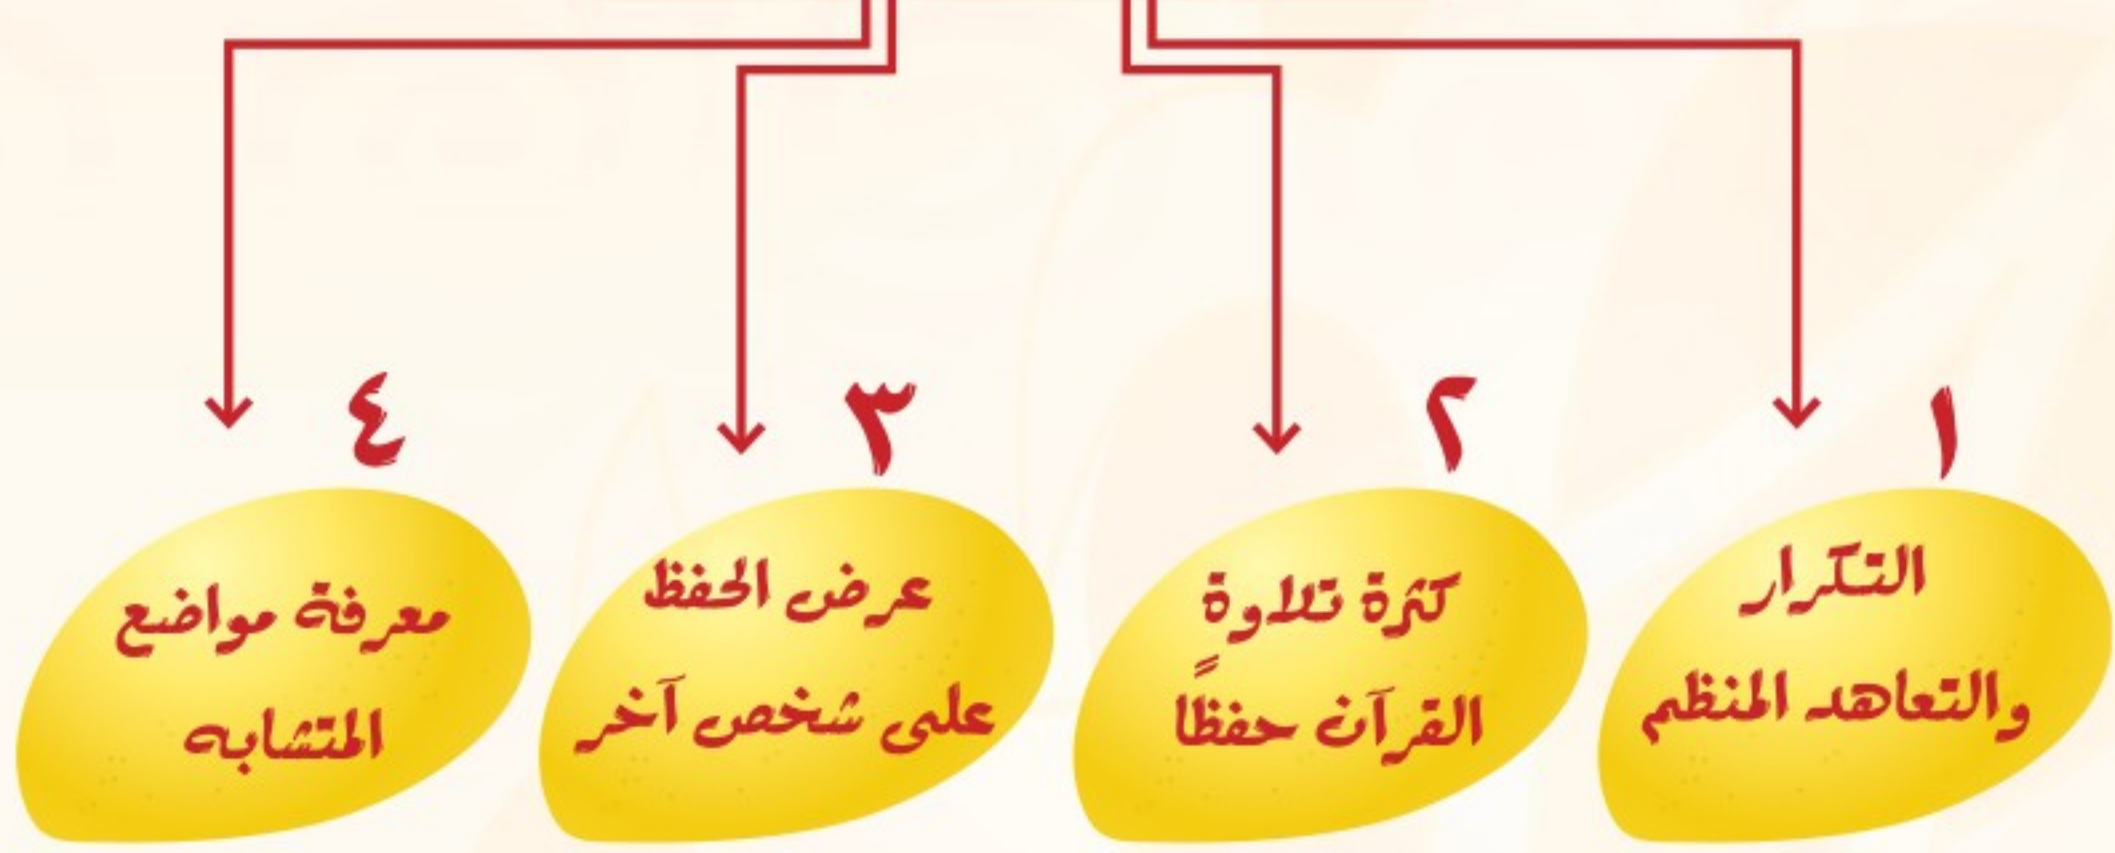 ١
التكرار
والتعاهد المنظم
٢
كثرة تلاوة
القرآن حفظًا
٣
عرض الحفظ
على شخص آخر
٤
معرفة مواضع
المتشابه